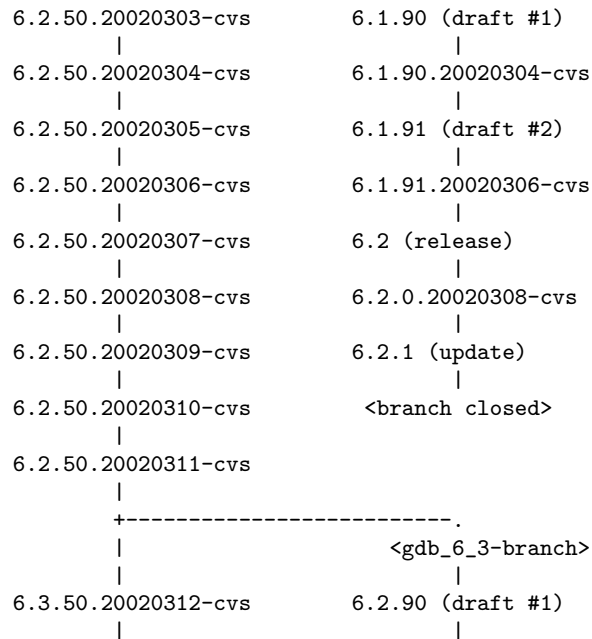 6.2.50.20020303-cvs 6.1.90 (draft #1)
| |
6.2.50.20020304-cvs 6.1.90.20020304-cvs
| |
6.2.50.20020305-cvs 6.1.91 (draft #2)
| |
6.2.50.20020306-cvs 6.1.91.20020306-cvs
| |
6.2.50.20020307-cvs 6.2 (release)
| |
6.2.50.20020308-cvs 6.2.0.20020308-cvs
| |
6.2.50.20020309-cvs 6.2.1 (update)
| |
6.2.50.20020310-cvs <branch closed>
|
6.2.50.20020311-cvs
|
+--------------------------.
| <gdb_6_3-branch>
| |
6.3.50.20020312-cvs 6.2.90 (draft #1)
| |